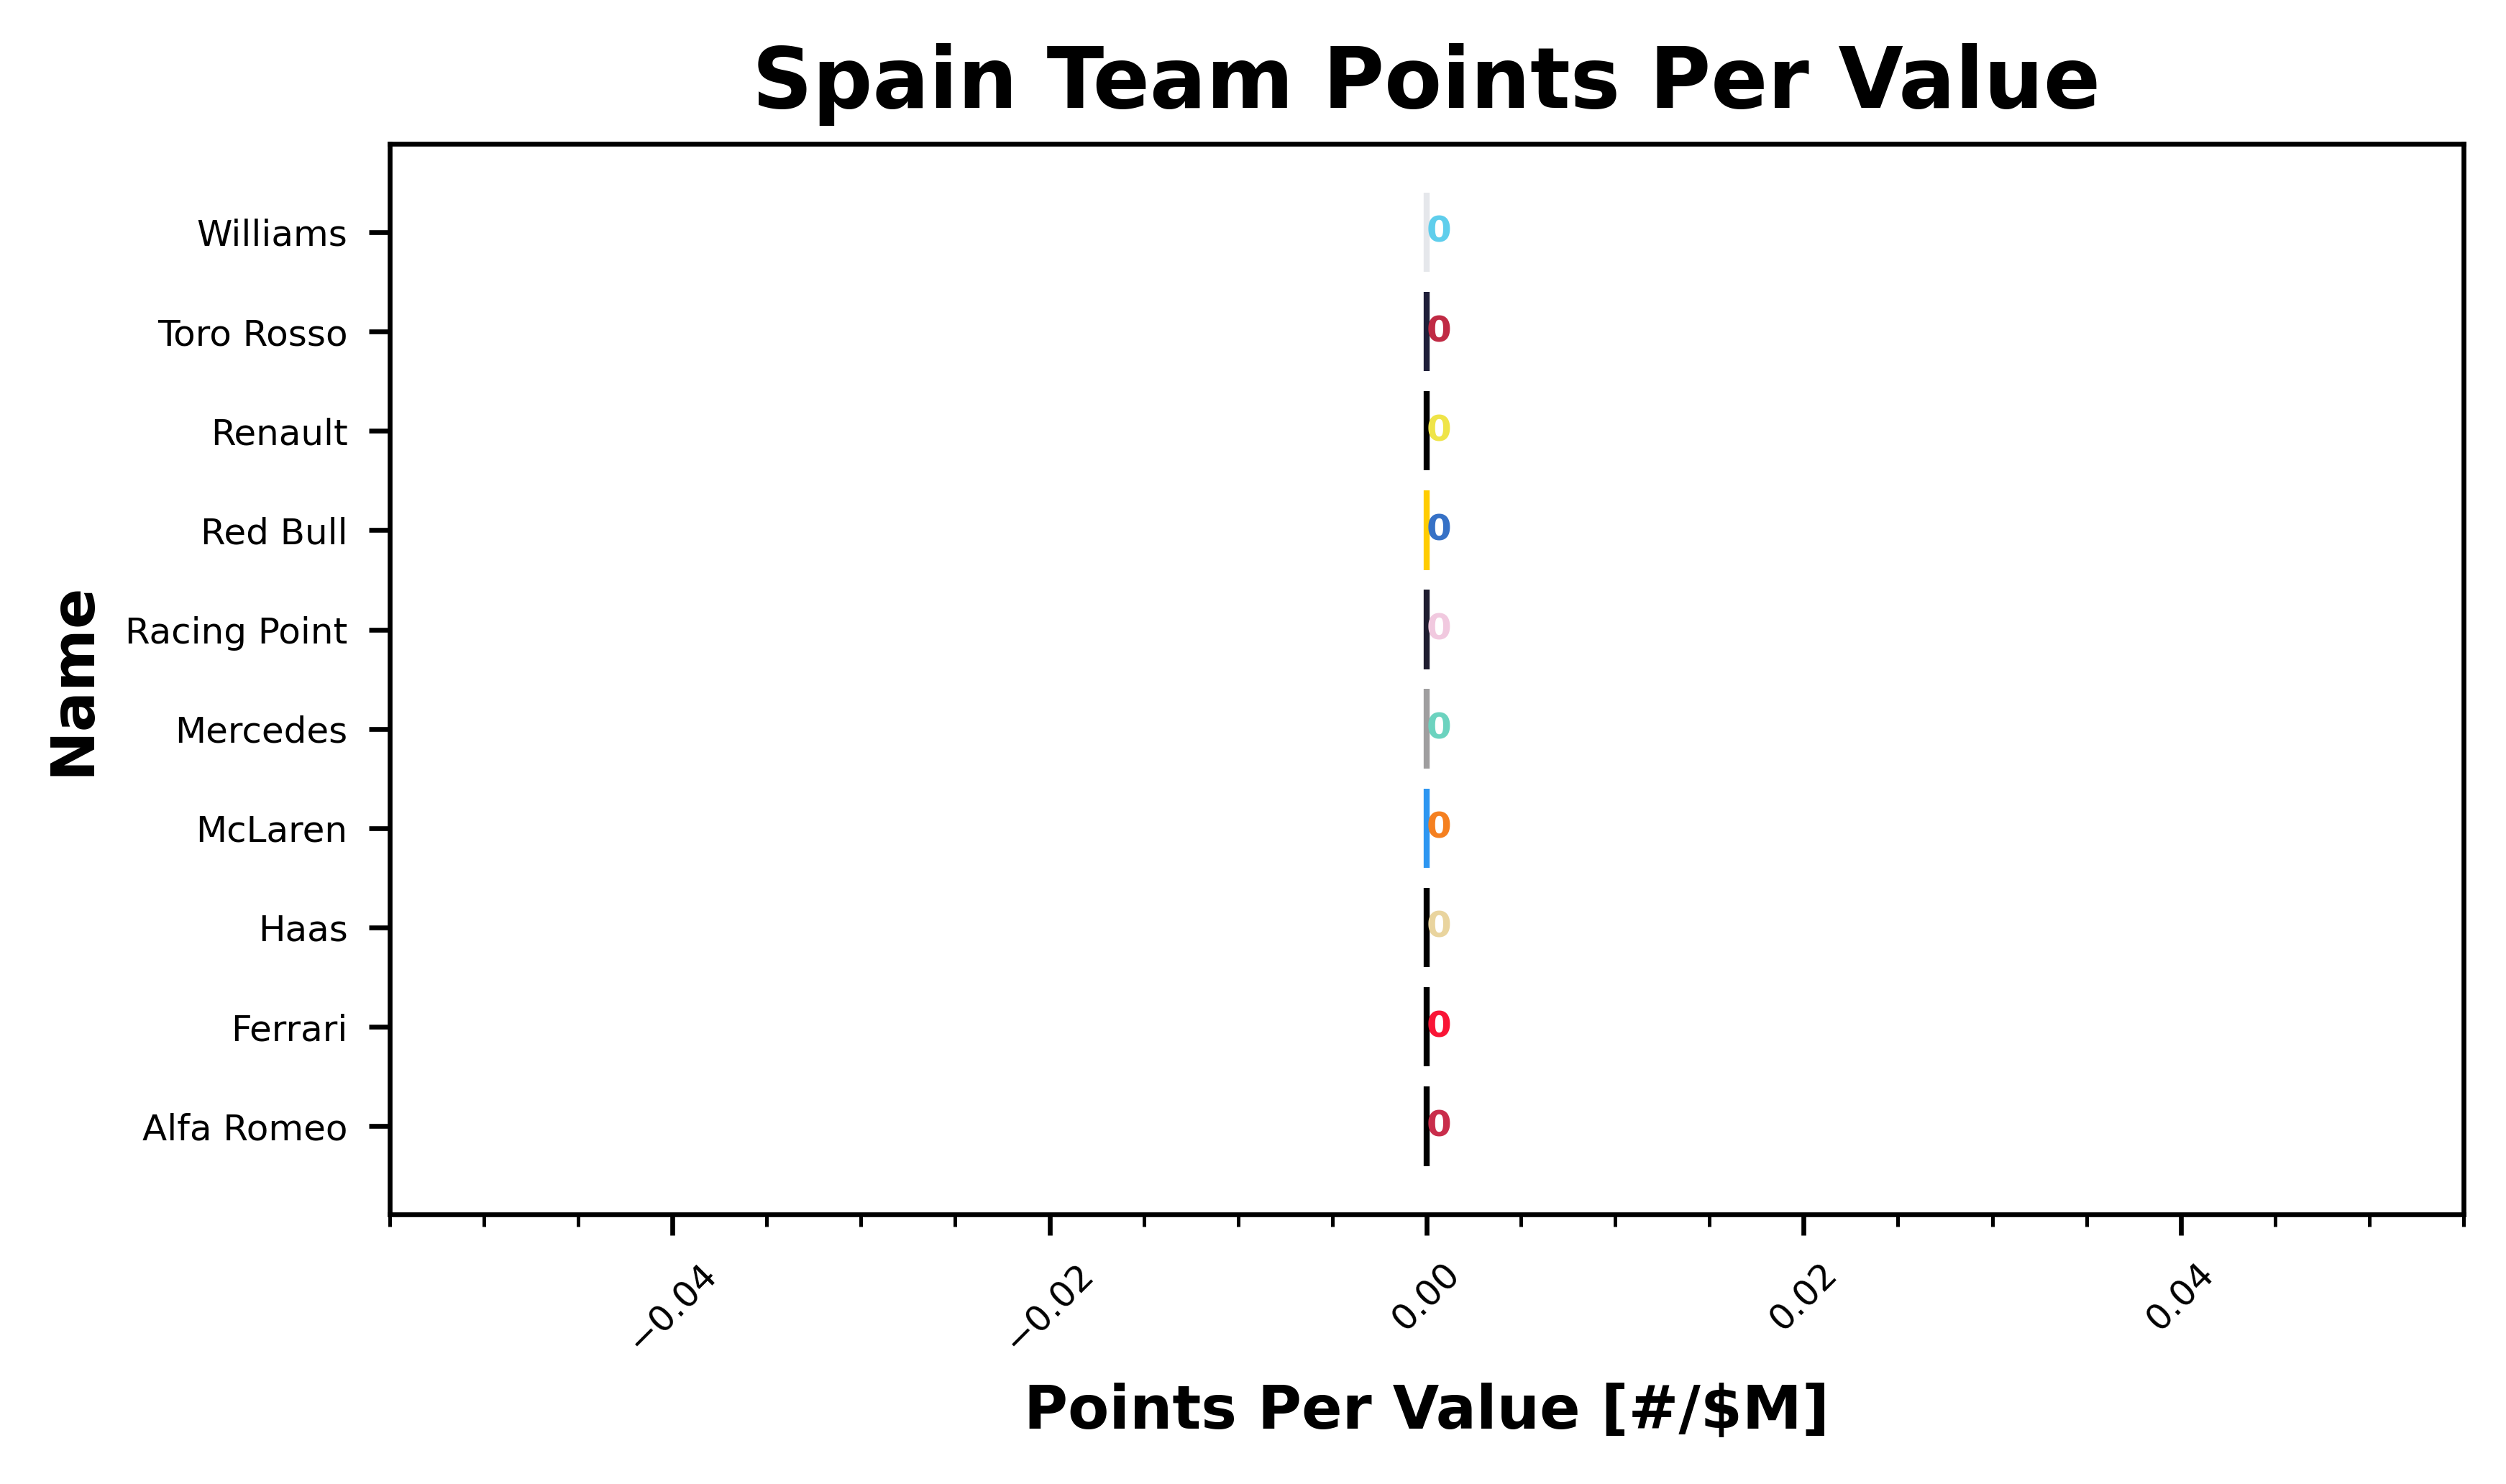 Spain Team Points Per Value
Name
Williams 0
Toro Rosso 0
Renault 0
Red Bull 0
Racing Point 0
Mercedes 0
McLaren 0
Haas 0
Ferrari 0
Alfa Romeo 0
−0.04 −0.02 0.00 0.02 0.04
Points Per Value [#/$M]